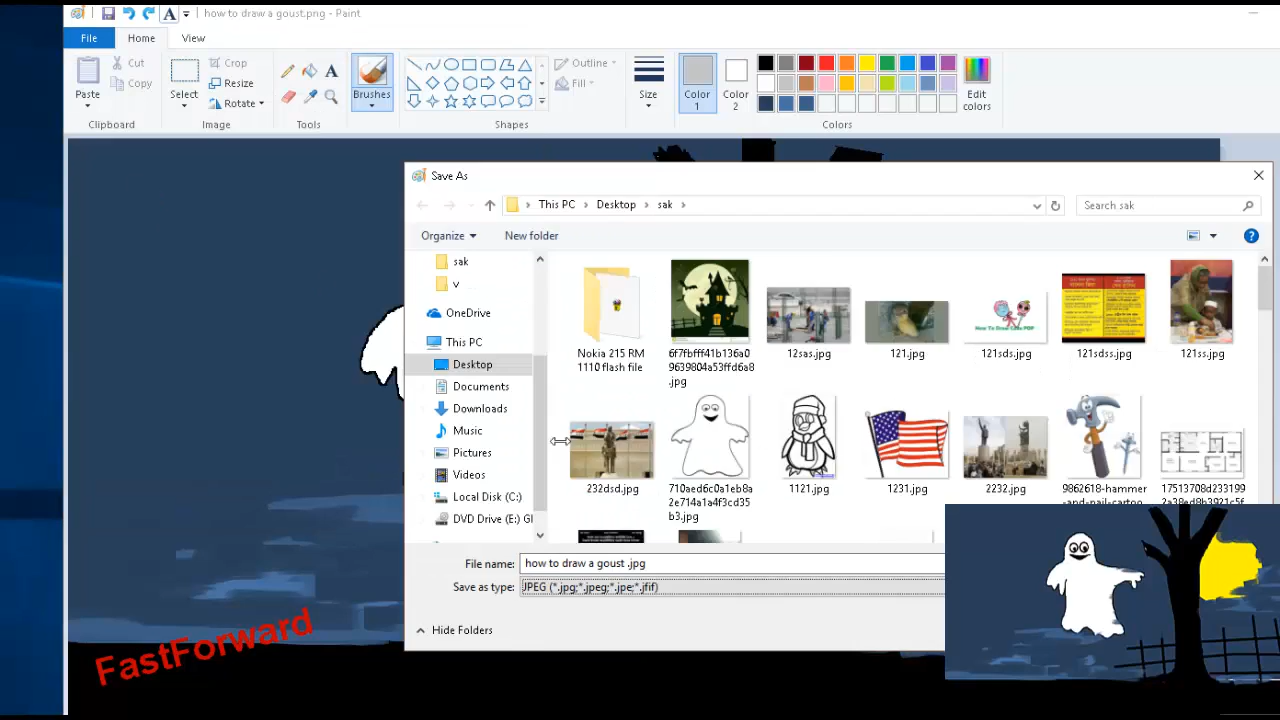 how to draw a goust.png - Paint
File
Home
View
Paste
Cut
Copy
Clipboard
Select
Crop
Resize
Rotate
Image
A
Tools
Brushes
Shapes
Outline
Fill
Size
Color
1
Color
2
Edit
colors
Colors
Save As
This PC
Desktop
sak
Search sak
Organize
New folder
sak
v
OneDrive
This PC
Desktop
Documents
Downloads
Music
Pictures
Videos
Local Disk (C:)
DVD Drive (E:) GI
Nokia 215 RM
1110 flash file
6f7fbfff41b136a0
9639804a53ffd6a8
.jpg
12sas.jpg
121.jpg
121sds.jpg
121sdss.jpg
121ss.jpg
232dsd.jpg
710aed6c0a1eb8a
2e714a1a4f3cd35
b3.jpg
1121.jpg
1231.jpg
2232.jpg
9862618-hammer
-and-nail-cartoo
17513708d233199
File name:
how to draw a goust .jpg
Save as type:
JPEG (*.jpg;*.jpeg;*.jpe;*.jfif)
Hide Folders
FastForward